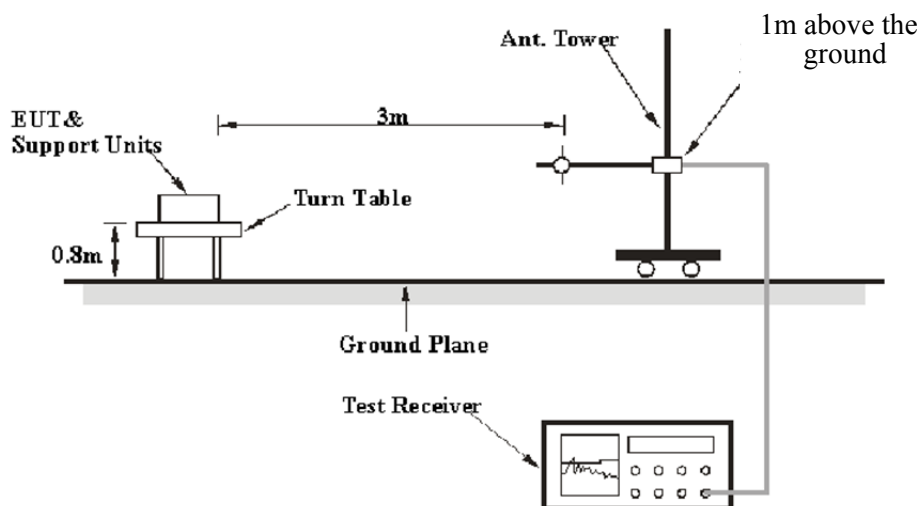 1m above the
ground
Ant. Tower
3m
EUT&
Support Units
Turn Table
0.8m
Ground Plane
Test Receiver